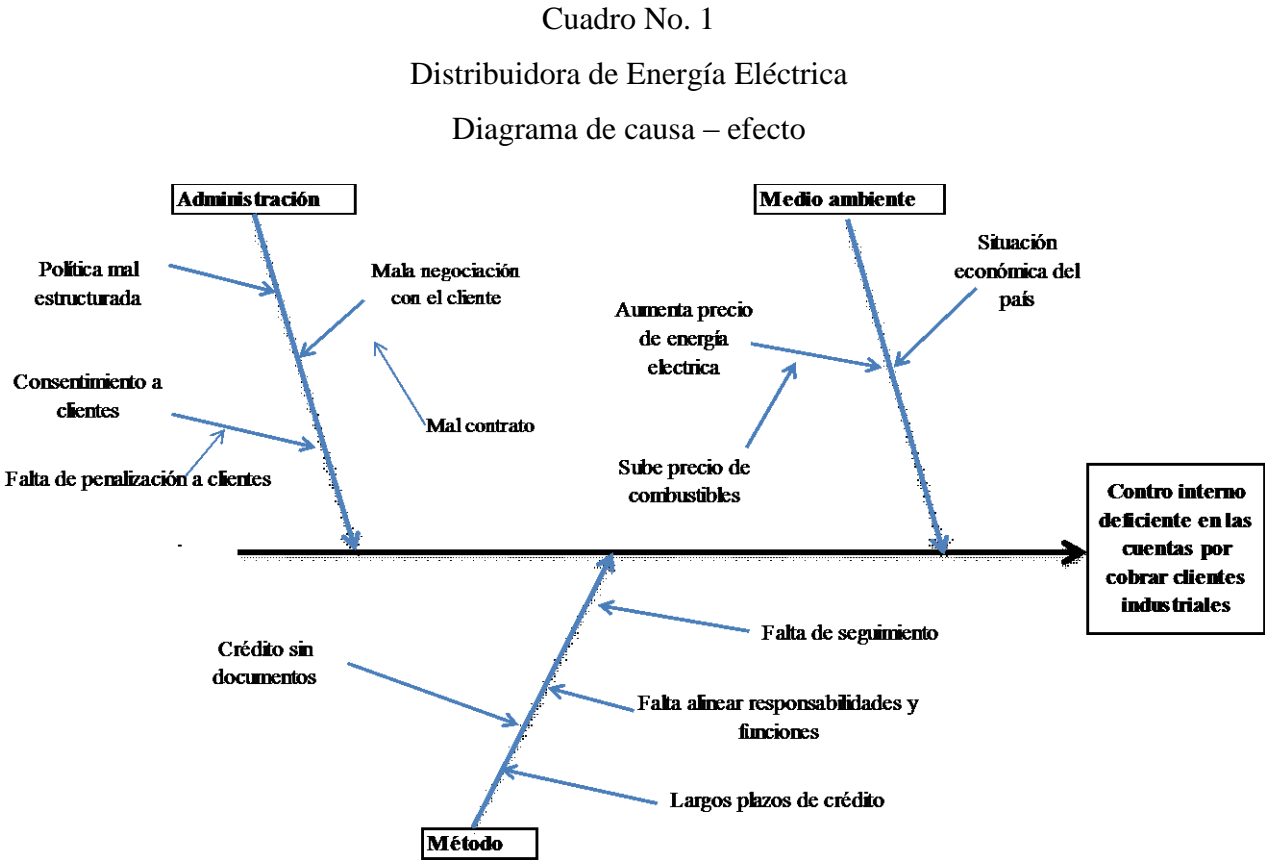 Cuadro No. 1
Distribuidora de Energía Eléctrica
Diagrama de causa – efecto
Administración
Medio ambiente
Política mal
estructurada
Mala negociación
con el cliente
Consentimiento a
clientes
Mal contrato
Falta de penalización a clientes
Situación
económica del
país
Aumenta precio
de energía
electrica
Sube precio de
combustibles
Contro interno
deficiente en las
cuentas por
cobrar clientes
industriales
Crédito sin
documentos
Falta de seguimiento
Falta alinear responsabilidades y
funciones
Largos plazos de crédito
Método